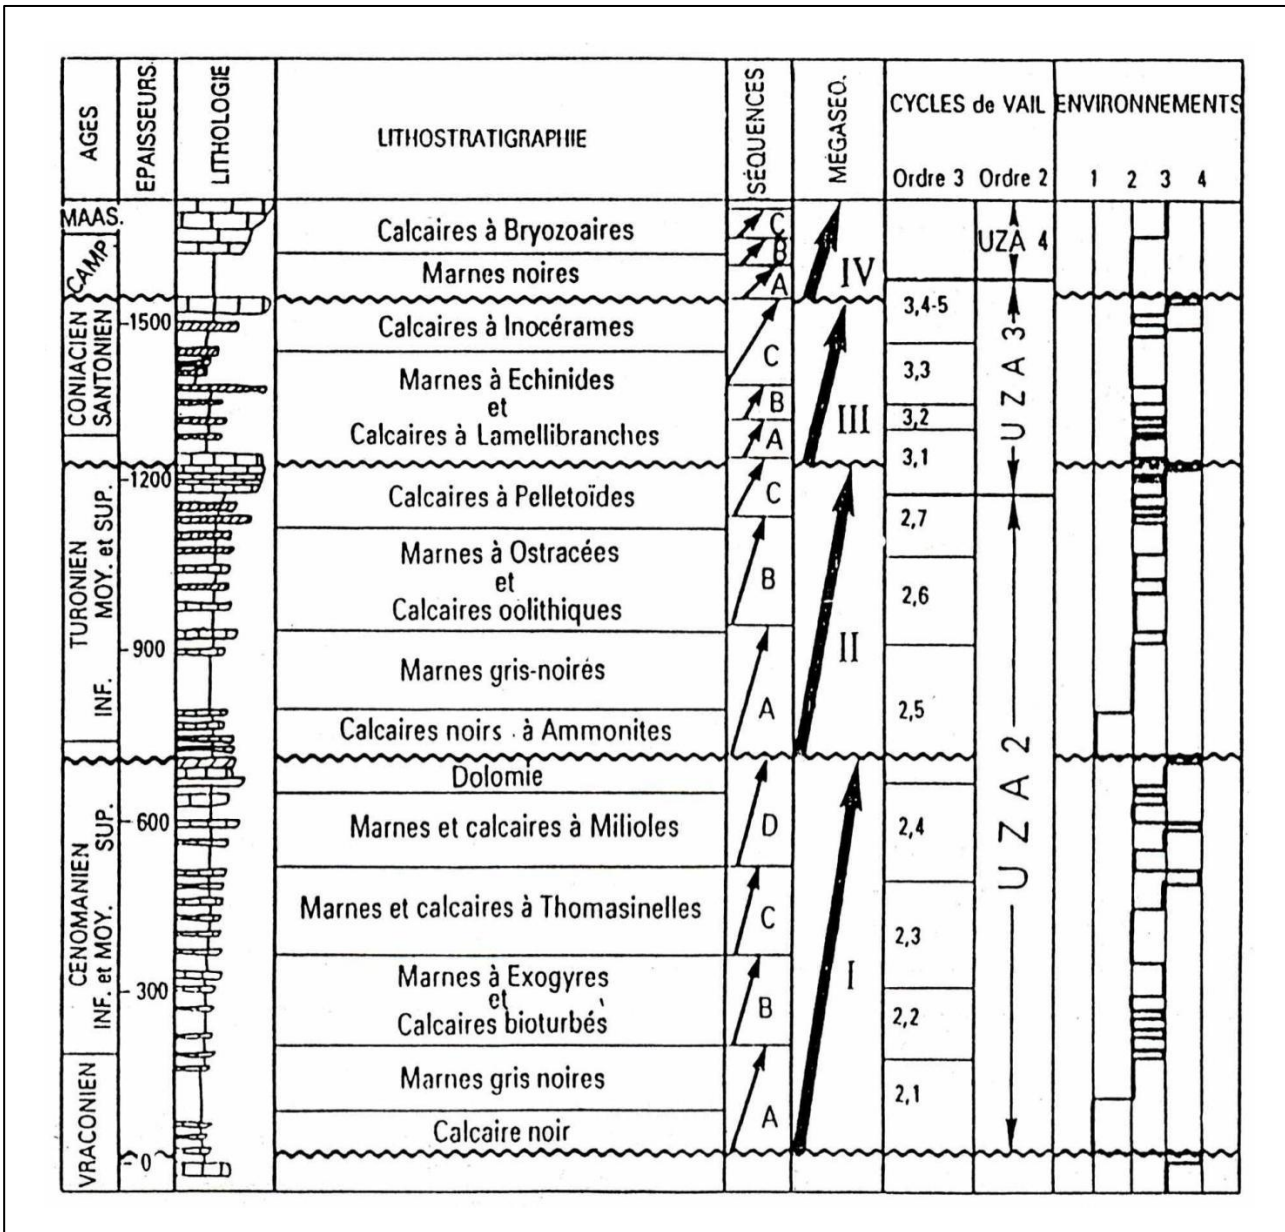 AGES
EPAISSEURS
LITHOLOGIE
LITHOSTRATIGRAPHIE
SÉQUENCES
MÉGASEQ.
CYCLES de VAIL
Ordre 3 Ordre 2
ENVIRONNEMENTS
1 2 3 4
MAAS.
CAMP
CONIACIEN
SANTONIEN
TURONIEN
INF. MOY. et SUP.
CENOMANIEN
INF. et MOY. SUP.
VRACONIEN
1500
1200
900
600
300
0
Calcaires à Bryozoaires
Marnes noires
Calcaires à Inocérames
Marnes à Echinides
et
Calcaires à Lamellibranches
Calcaires à Pelletoïdes
Marnes à Ostracées
et
Calcaires oolithiques
Marnes gris-noirés
Calcaires noirs à Ammonites
Dolomie
Marnes et calcaires à Milioles
Marnes et calcaires à Thomasinelles
Marnes à Exogyres
et
Calcaires bioturbés
Marnes gris noires
Calcaire noir
C
B
A
C
B
A
C
B
A
D
C
B
A
IV
III
II
I
3,4-5
3,3
3,2
3,1
2,7
2,6
2,5
2,4
2,3
2,2
2,1
UZA 4
UZA 3
UZA 2